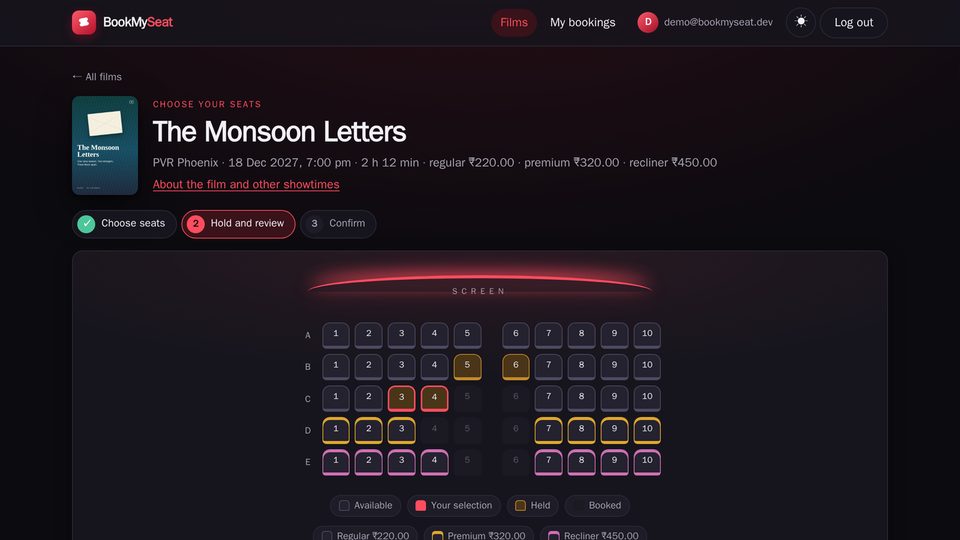 BookMySeat
Films
My bookings
D
demo@bookmyseat.dev
Log out
← All films
The Monsoon
Letters
CHOOSE YOUR SEATS
The Monsoon Letters
PVR Phoenix · 18 Dec 2027, 7:00 pm · 2 h 12 min · regular ₹220.00 · premium ₹320.00 · recliner ₹450.00
About the film and other showtimes
✓ Choose seats
2 Hold and review
3 Confirm
SCREEN
A 1 2 3 4 5 6 7 8 9 10
B 1 2 3 4 5 6 7 8 9 10
C 1 2 3 4 5 6 7 8 9 10
D 1 2 3 4 5 6 7 8 9 10
E 1 2 3 4 5 6 7 8 9 10
Available
Your selection
Held
Booked
Regular ₹220.00
Premium ₹320.00
Recliner ₹450.00